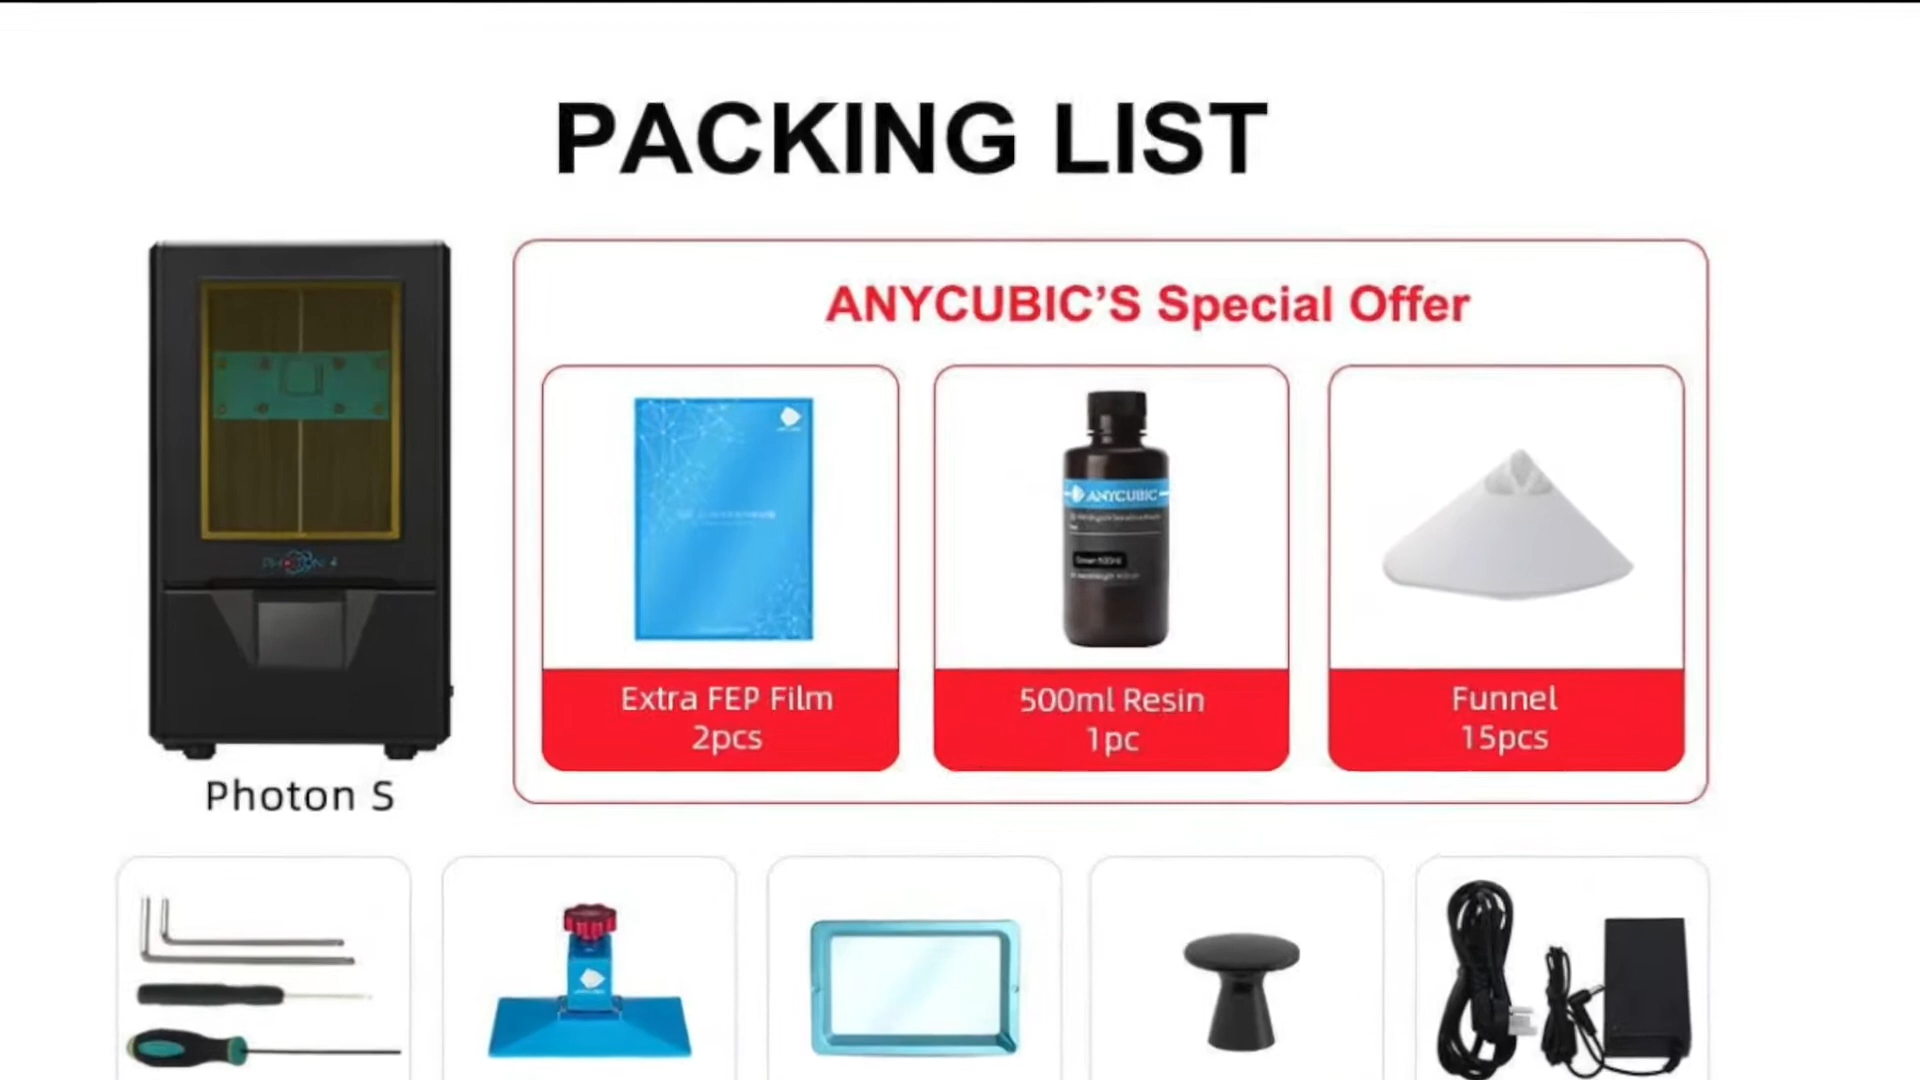 PACKING LIST
ANYCUBIC'S Special Offer
ANYCUBIC
Extra FEP Film
2pcs
500ml Resin
1pc
Funnel
15pcs
Photon S